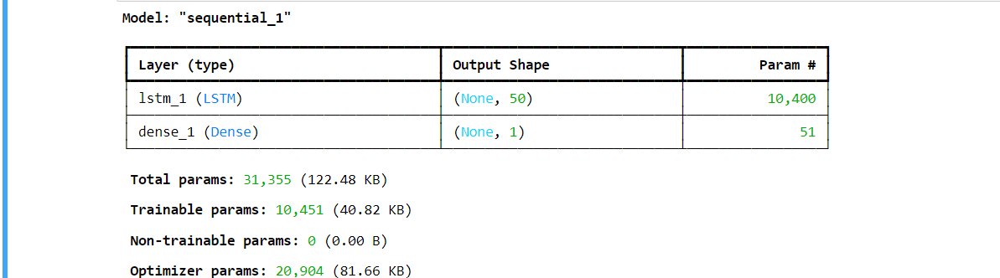 Model: "sequential_1"
Layer (type) Output Shape Param #
lstm_1 (LSTM) (None, 50) 10,400
dense_1 (Dense) (None, 1) 51
Total params: 31,355 (122.48 KB)
Trainable params: 10,451 (40.82 KB)
Non-trainable params: 0 (0.00 B)
Optimizer params: 20,904 (81.66 KB)